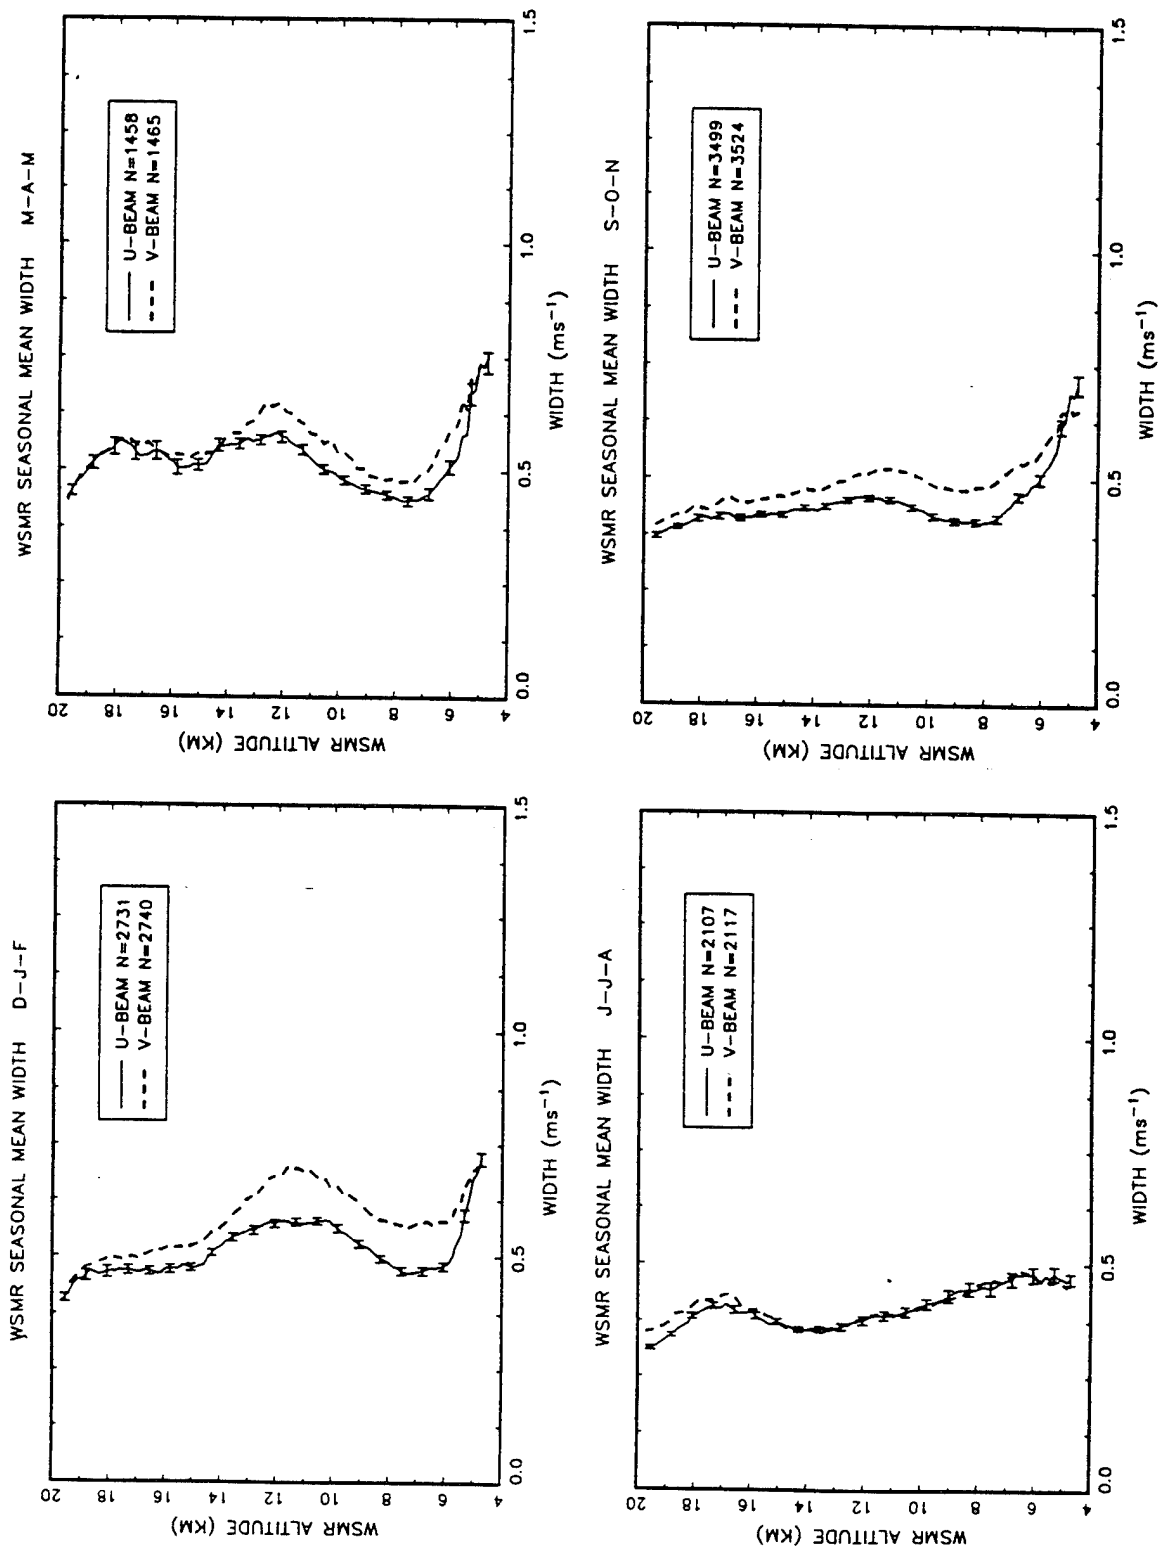 WSMR SEASONAL MEAN WIDTH D-J-F
U-BEAM N=2731
V-BEAM N=2740
20
18
16
14
12
10
8
6
4
WSMR ALTITUDE (KM)
0.0
0.5
1.0
1.5
WIDTH (ms⁻¹)
WSMR SEASONAL MEAN WIDTH M-A-M
U-BEAM N=1458
V-BEAM N=1465
20
18
16
14
12
10
8
6
4
WSMR ALTITUDE (KM)
0.0
0.5
1.0
1.5
WIDTH (ms⁻¹)
WSMR SEASONAL MEAN WIDTH J-J-A
U-BEAM N=2107
V-BEAM N=2117
20
18
16
14
12
10
8
6
4
WSMR ALTITUDE (KM)
0.0
0.5
1.0
1.5
WIDTH (ms⁻¹)
WSMR SEASONAL MEAN WIDTH S-O-N
U-BEAM N=3499
V-BEAM N=3524
20
18
16
14
12
10
8
6
4
WSMR ALTITUDE (KM)
0.0
0.5
1.0
1.5
WIDTH (ms⁻¹)